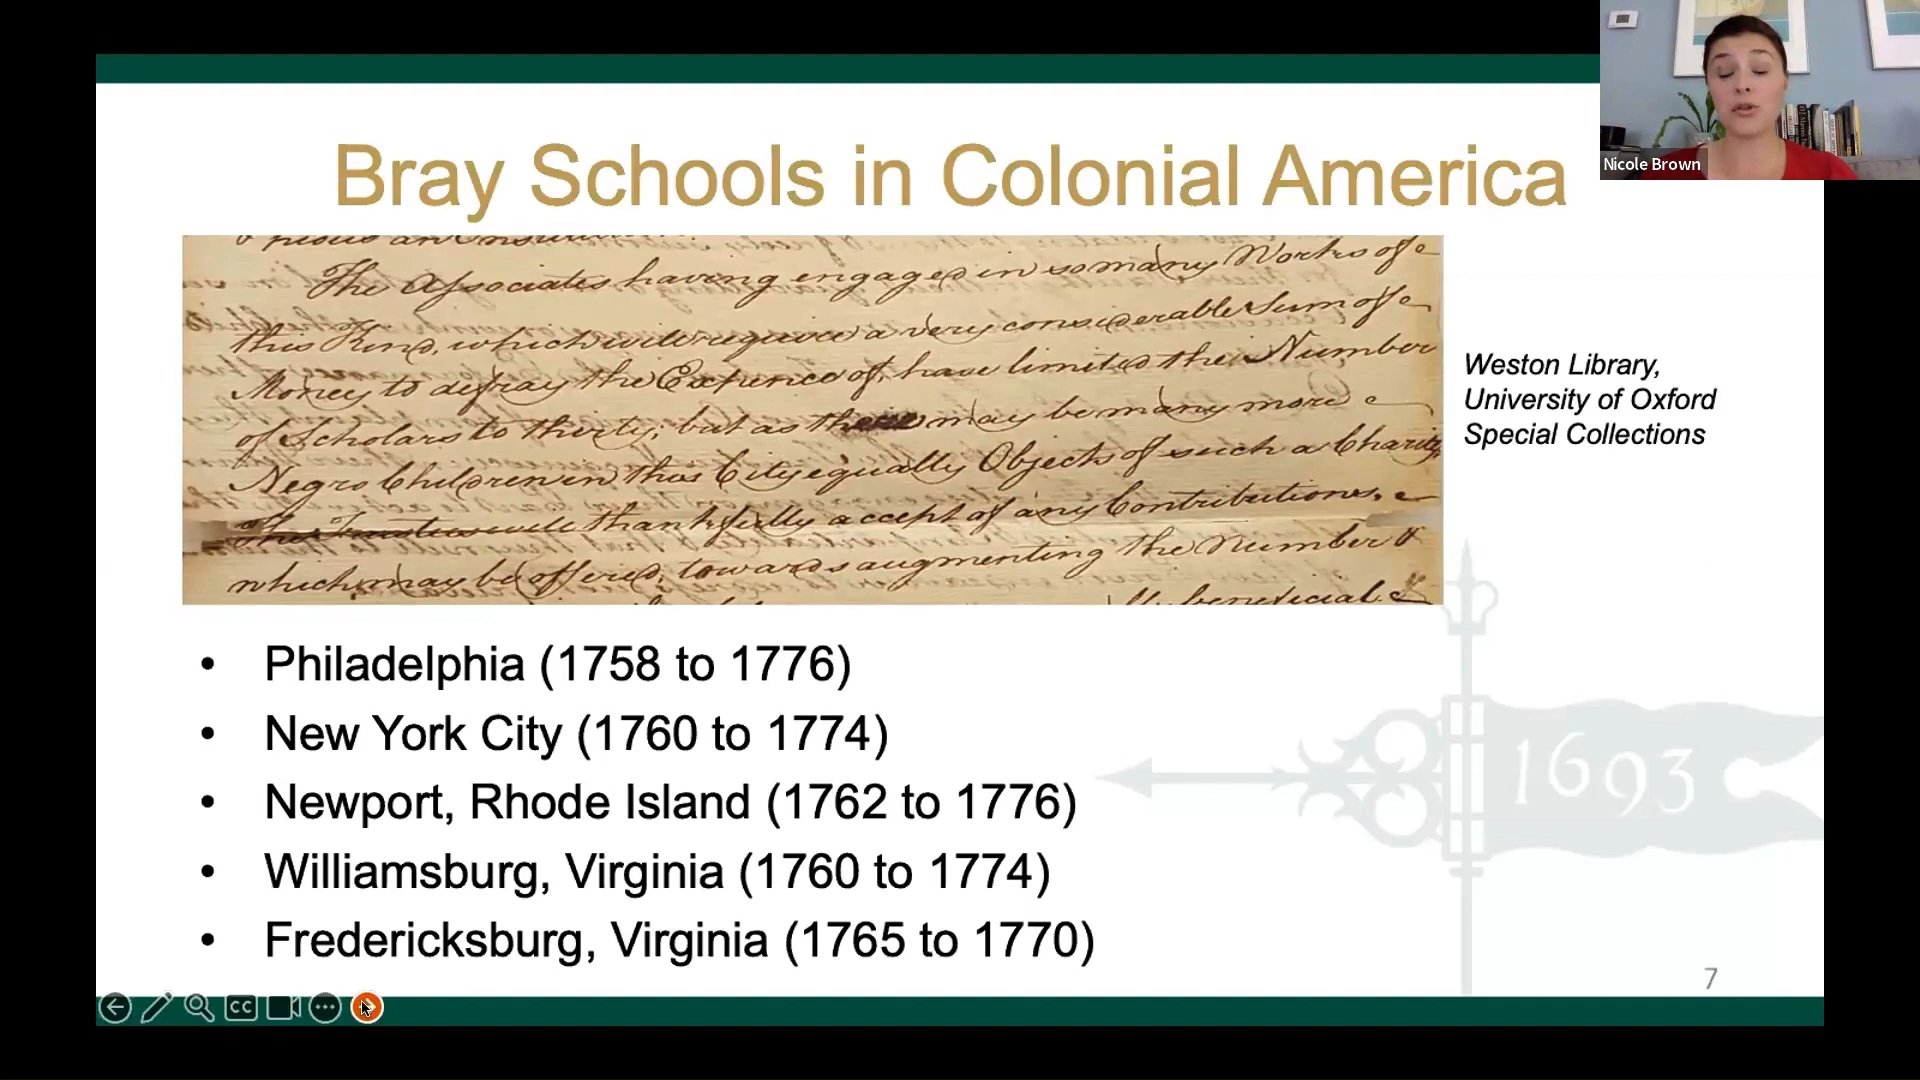 Bray Schools in Colonial America
Nicole Brown
The Associates having engaged in so many Works of
this Kind, which will require a very considerable Sum of
Money to defray the Expence of, have limited the Number
of Scholars to thirty; but as there may be many more
Negro Children in this City equally Objects of such a Charity,
The Trustees will thankfully accept of any Contributions,
which may be offered, towards augmenting the Number &
beneficial
Weston Library,
University of Oxford
Special Collections
• Philadelphia (1758 to 1776)
• New York City (1760 to 1774)
• Newport, Rhode Island (1762 to 1776)
• Williamsburg, Virginia (1760 to 1774)
• Fredericksburg, Virginia (1765 to 1770)
1693
7
CC